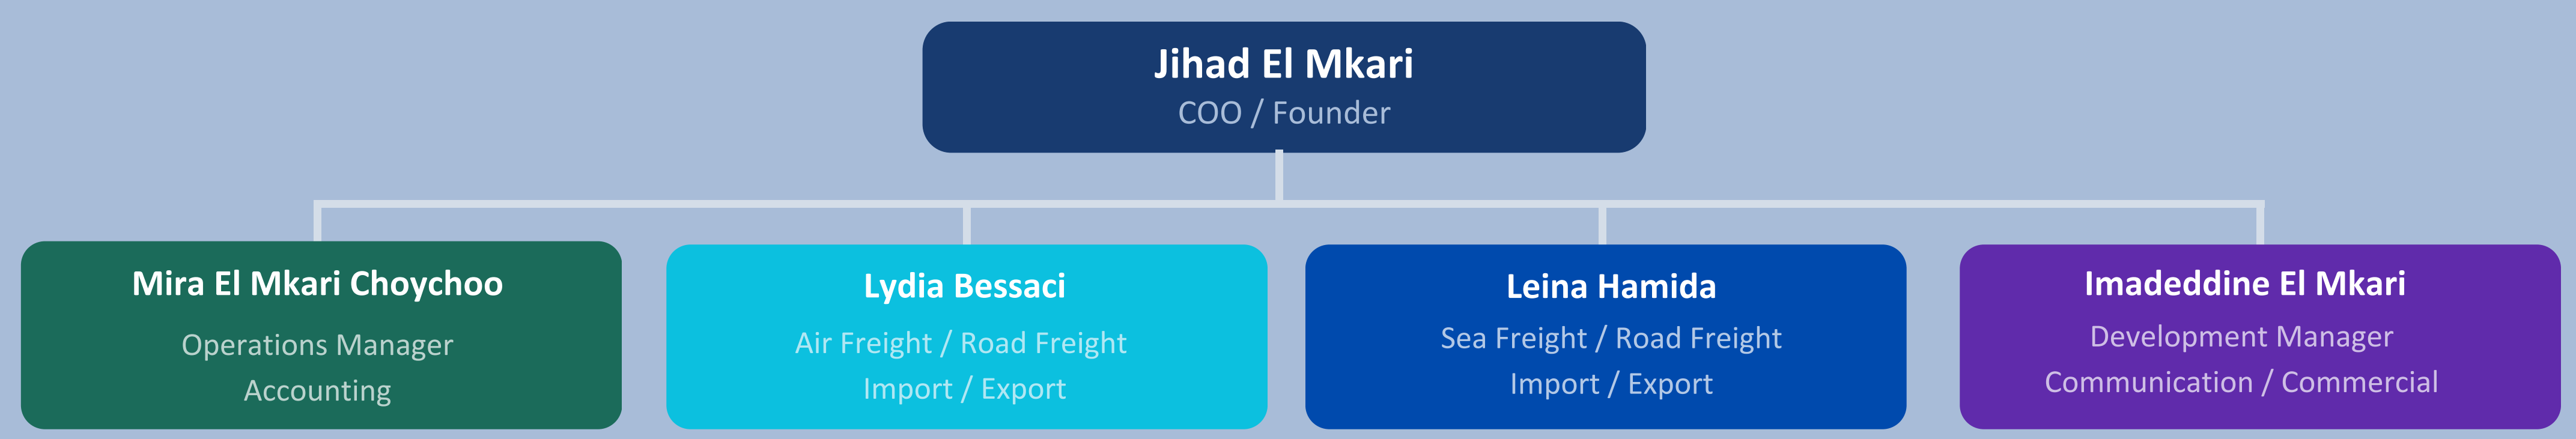 Jihad El Mkari
COO / Founder
Mira El Mkari Choychoo
Operations Manager
Accounting
Lydia Bessaci
Air Freight / Road Freight
Import / Export
Leina Hamida
Sea Freight / Road Freight
Import / Export
Imadeddine El Mkari
Development Manager
Communication / Commercial